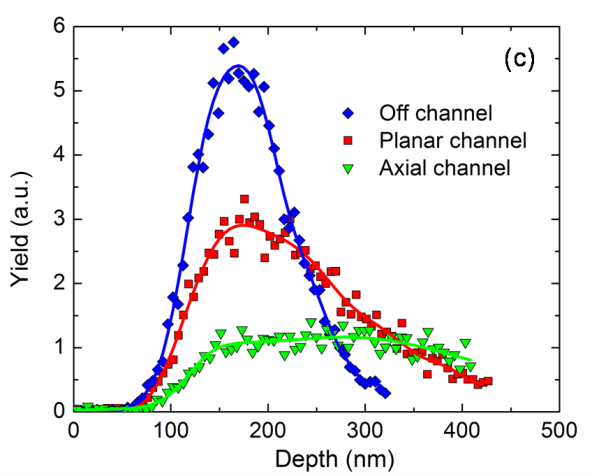 (c)
Off channel
Planar channel
Axial channel
Yield (a.u.)
6
5
4
3
2
1
0
0 100 200 300 400 500
Depth (nm)